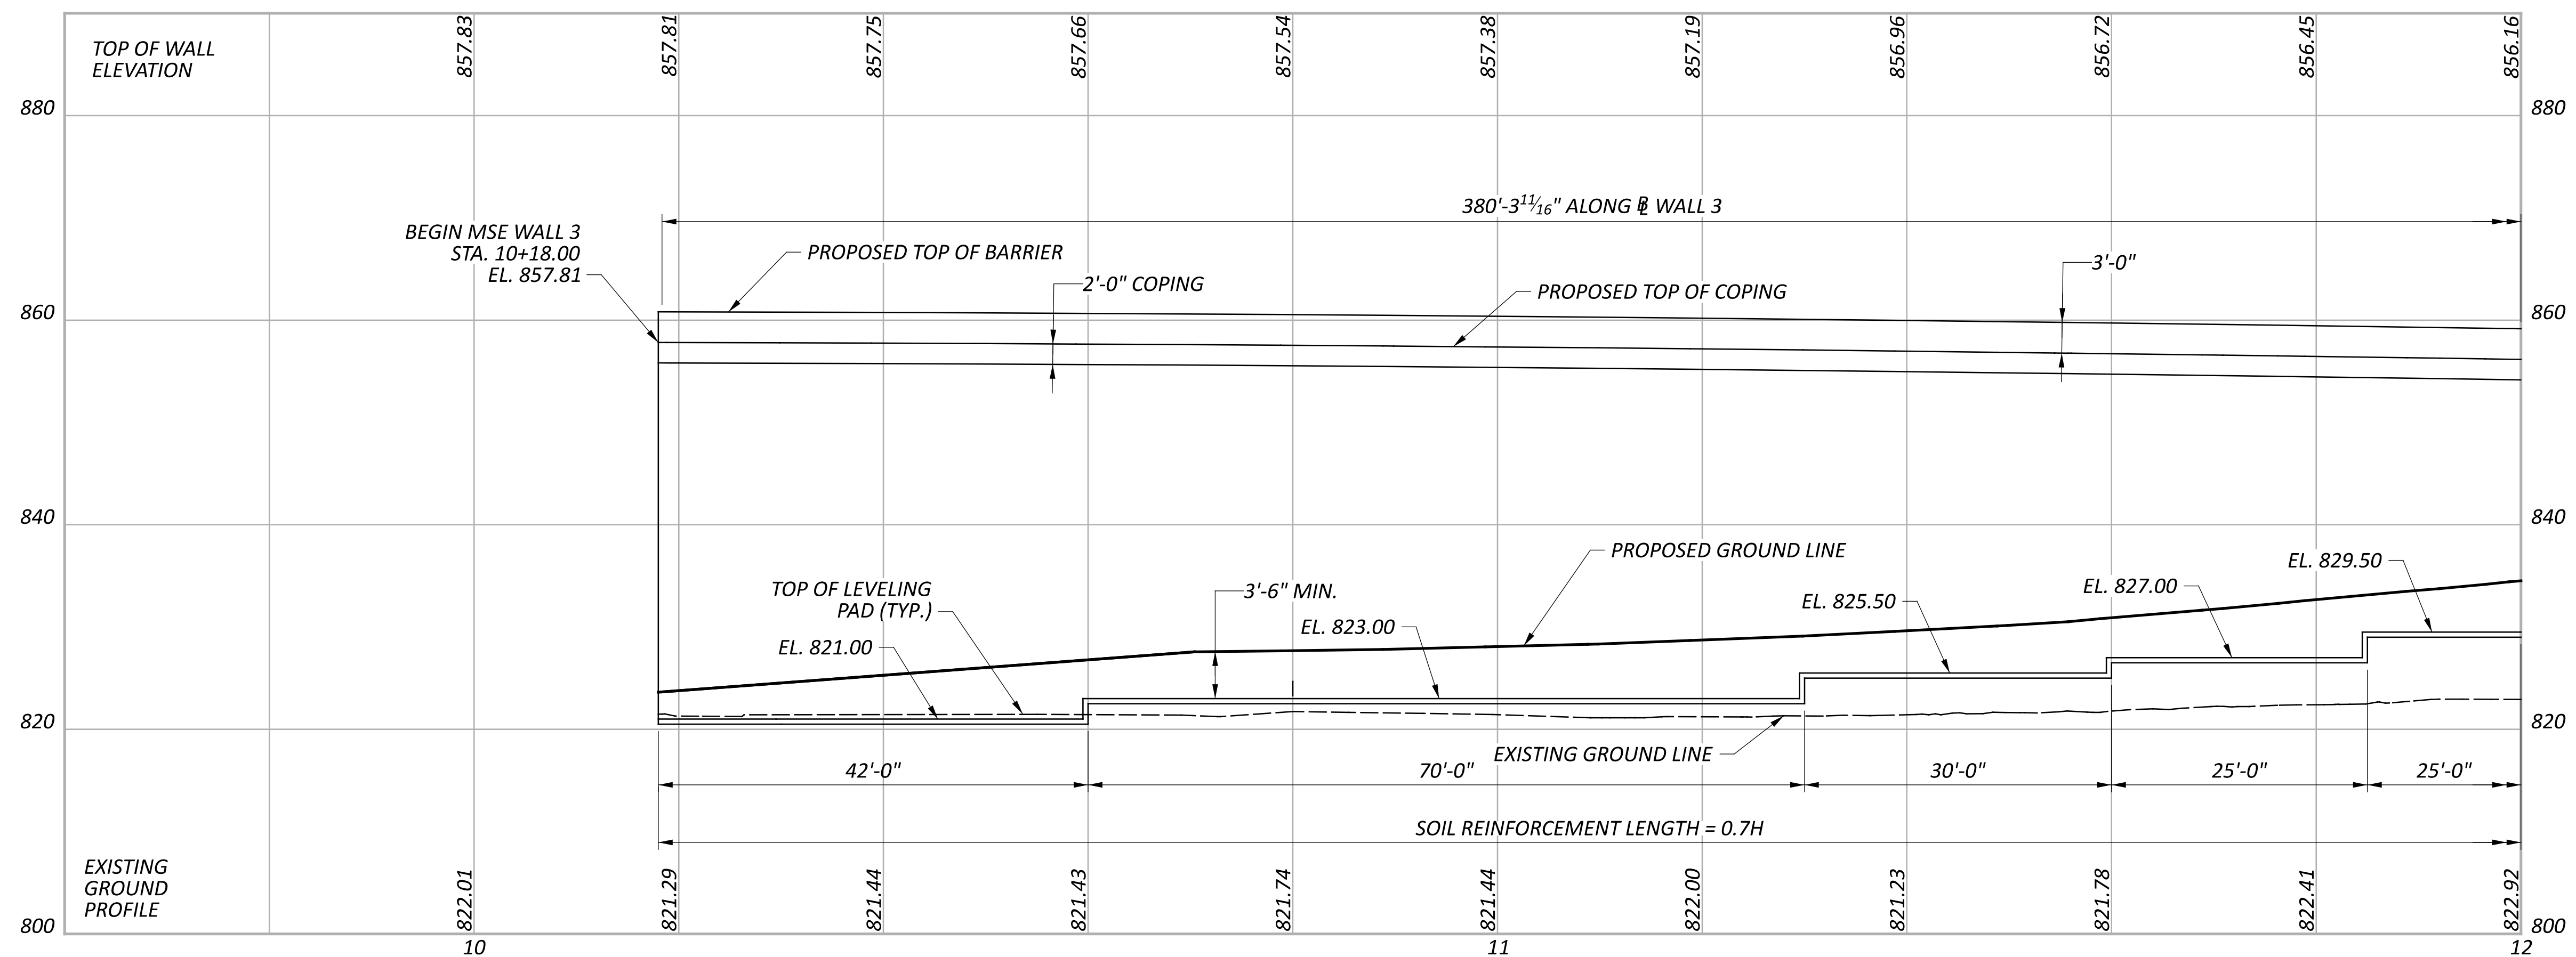 857.83
857.81
857.75
857.66
857.54
857.38
857.19
856.96
856.72
856.45
856.16
TOP OF WALL
ELEVATION
880
880
380'-3 11/16" ALONG ⅊ WALL 3
BEGIN MSE WALL 3
STA. 10+18.00
EL. 857.81
PROPOSED TOP OF BARRIER
3'-0"
2'-0" COPING
PROPOSED TOP OF COPING
860
860
840
840
PROPOSED GROUND LINE
EL. 829.50
TOP OF LEVELING
PAD (TYP.)
3'-6" MIN.
EL. 827.00
EL. 825.50
EL. 823.00
EL. 821.00
820
820
EXISTING GROUND LINE
42'-0"
70'-0"
30'-0"
25'-0"
25'-0"
SOIL REINFORCEMENT LENGTH = 0.7H
EXISTING
GROUND
PROFILE
822.01
821.29
821.44
821.43
821.74
821.44
822.00
821.23
821.78
822.41
822.92
800
800
10
11
12